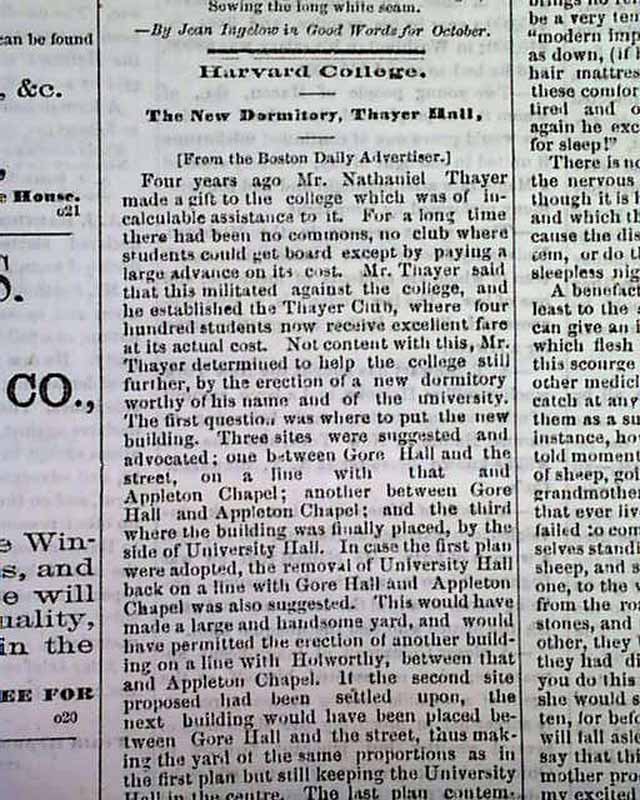 can be found
, &c.
e House.
o21
S.
CO.,
e Win-
s, and
e will
uality,
in the
EE FOR
o20
Sewing the long white seam.
—By Jean Ingelow in Good Words for October.
Harvard College.
The New Dormitory, Thayer Hall,
[From the Boston Daily Advertiser.]
Four years ago Mr. Nathaniel Thayer
made a gift to the college which was of in-
calculable assistance to it. For a long time
there had been no commons, no club where
students could get board except by paying a
large advance on its cost. Mr. Thayer said
that this militated against the college, and
he established the Thayer Club, where four
hundred students now receive excellent fare
at its actual cost. Not content with this, Mr.
Thayer determined to help the college still
further, by the erection of a new dormitory
worthy of his name and of the university.
The first question was where to put the new
building. Three sites were suggested and
advocated; one between Gore Hall and the
street, on a line with that and
Appleton Chapel; another between Gore
Hall and Appleton Chapel; and the third
where the building was finally placed, by the
side of University Hall. In case the first plan
were adopted, the removal of University Hall
back on a line with Gore Hall and Appleton
Chapel was also suggested. This would have
made a large and handsome yard, and would
have permitted the erection of another build-
ing on a line with Holworthy, between that
and Appleton Chapel. If the second site
proposed had been settled upon, the
next building would have been placed be-
tween Gore Hall and the street, thus mak-
ing the yard of the same proportions as in
the first plan but still keeping the University
Hall in the centre. The last plan contem-
be a very
"modern imp
as down, (if
hair mattres
these comfor
tired and o
again he exc
for sleep!"
There is no
the nervous
though it is
and which th
cause the dis
tem, or do t
sleepless nig
A benefac
least to the
can give an i
which flesh
this scourge
other medici
catch at any
them as a su
instance, ho
told moment
of sheep, goi
grandmothe
that ever liv
failed to com
selves standi
sheep, and s
one, to the
from the ro
stones, and
other, they
they had di
you do this
she would s
ten, for bef
will fall asle
say that th
mother pro
my excited